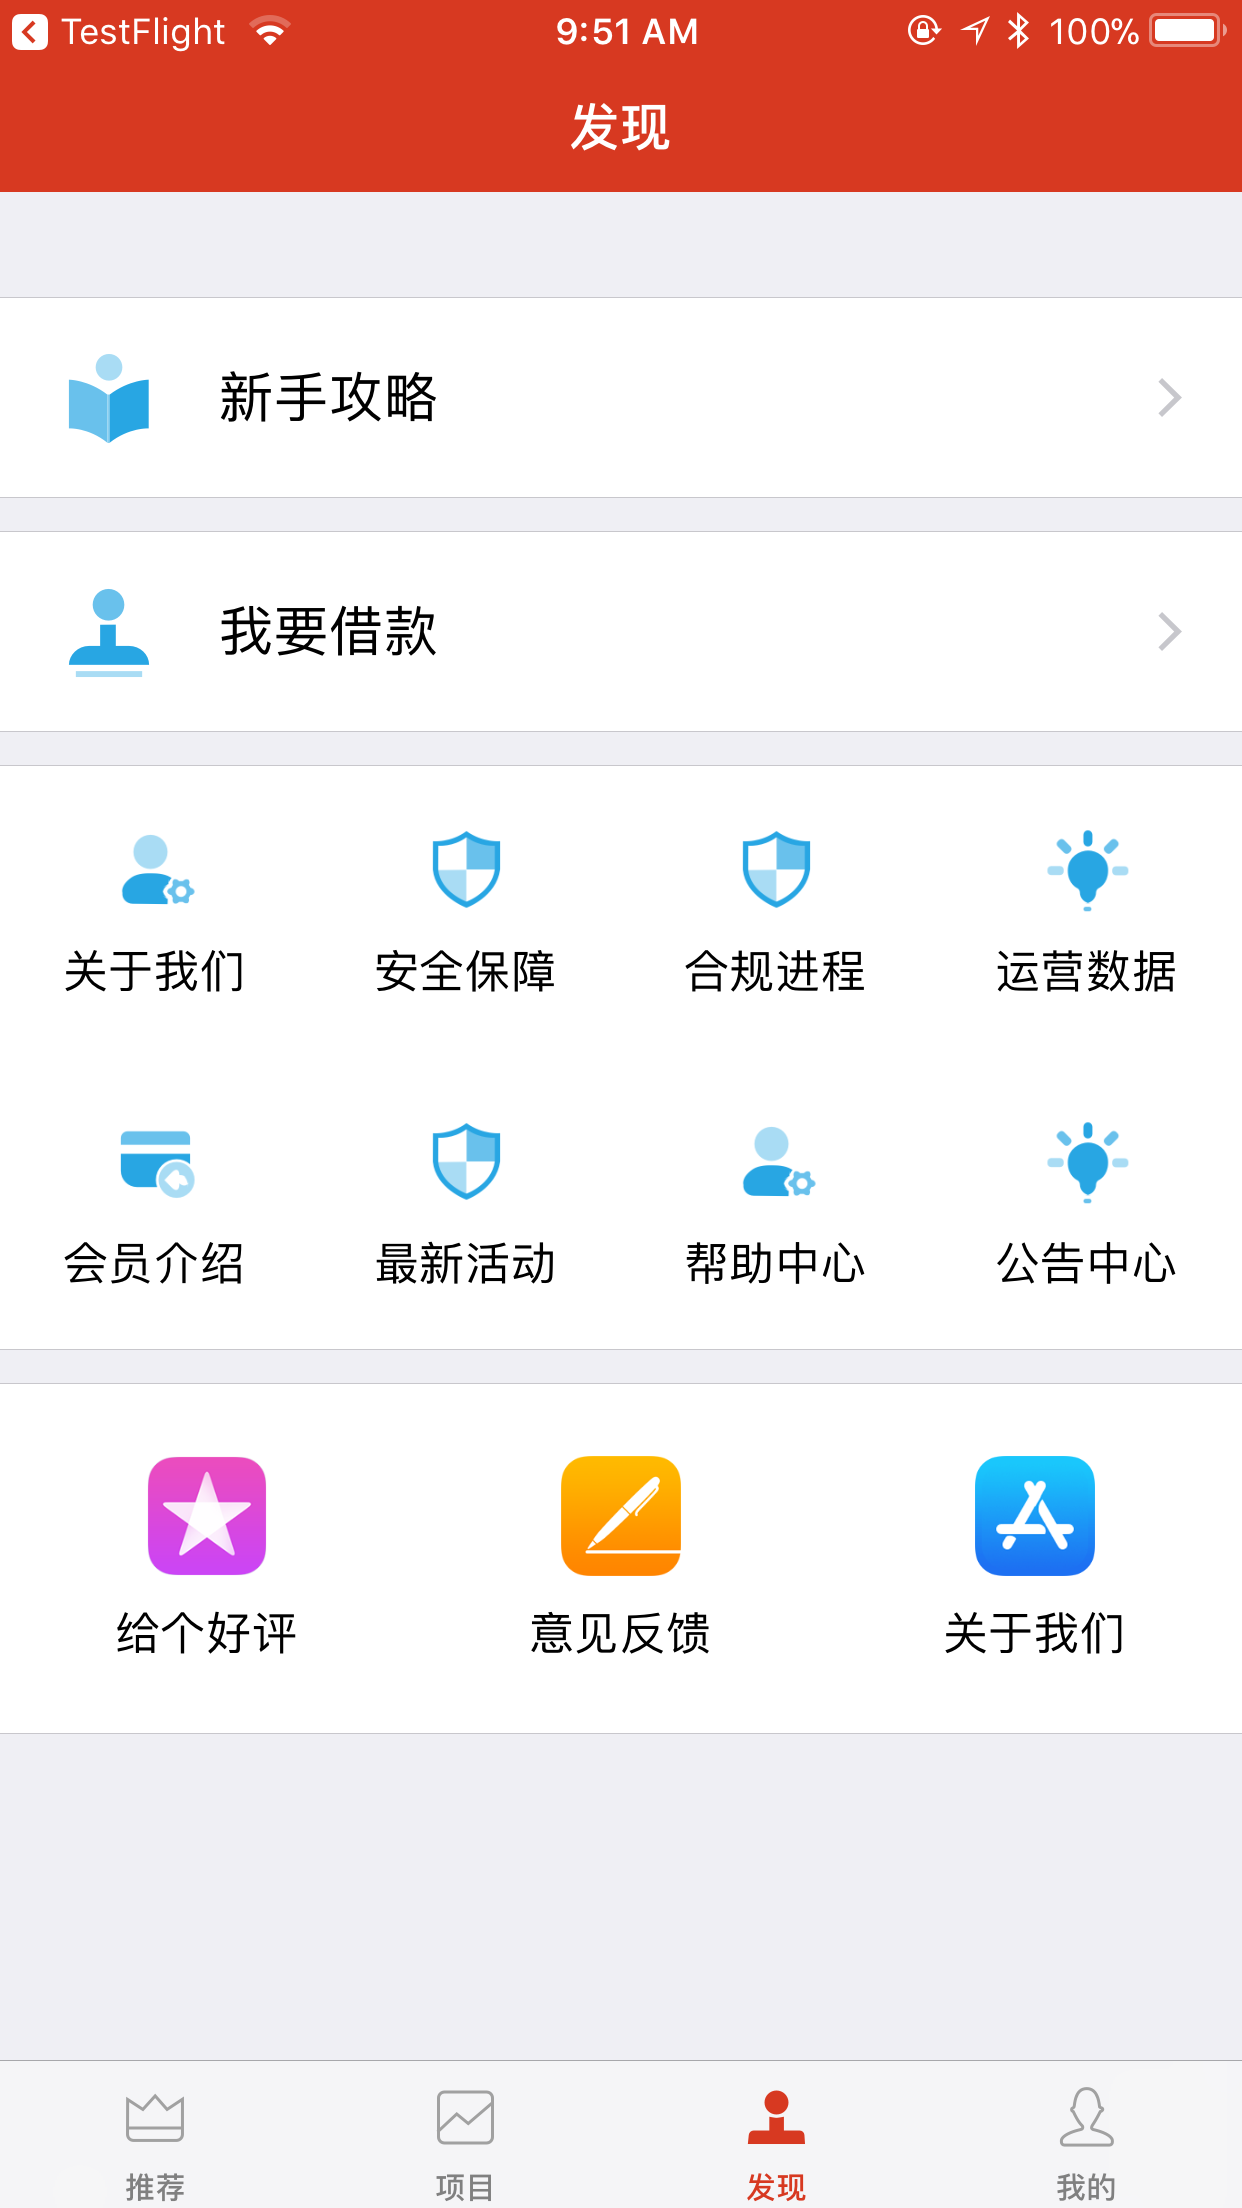 TestFlight 9:51 AM 100%
发现
新手攻略
我要借款
关于我们 安全保障 合规进程 运营数据
会员介绍 最新活动 帮助中心 公告中心
给个好评 意见反馈 关于我们
推荐 项目 发现 我的